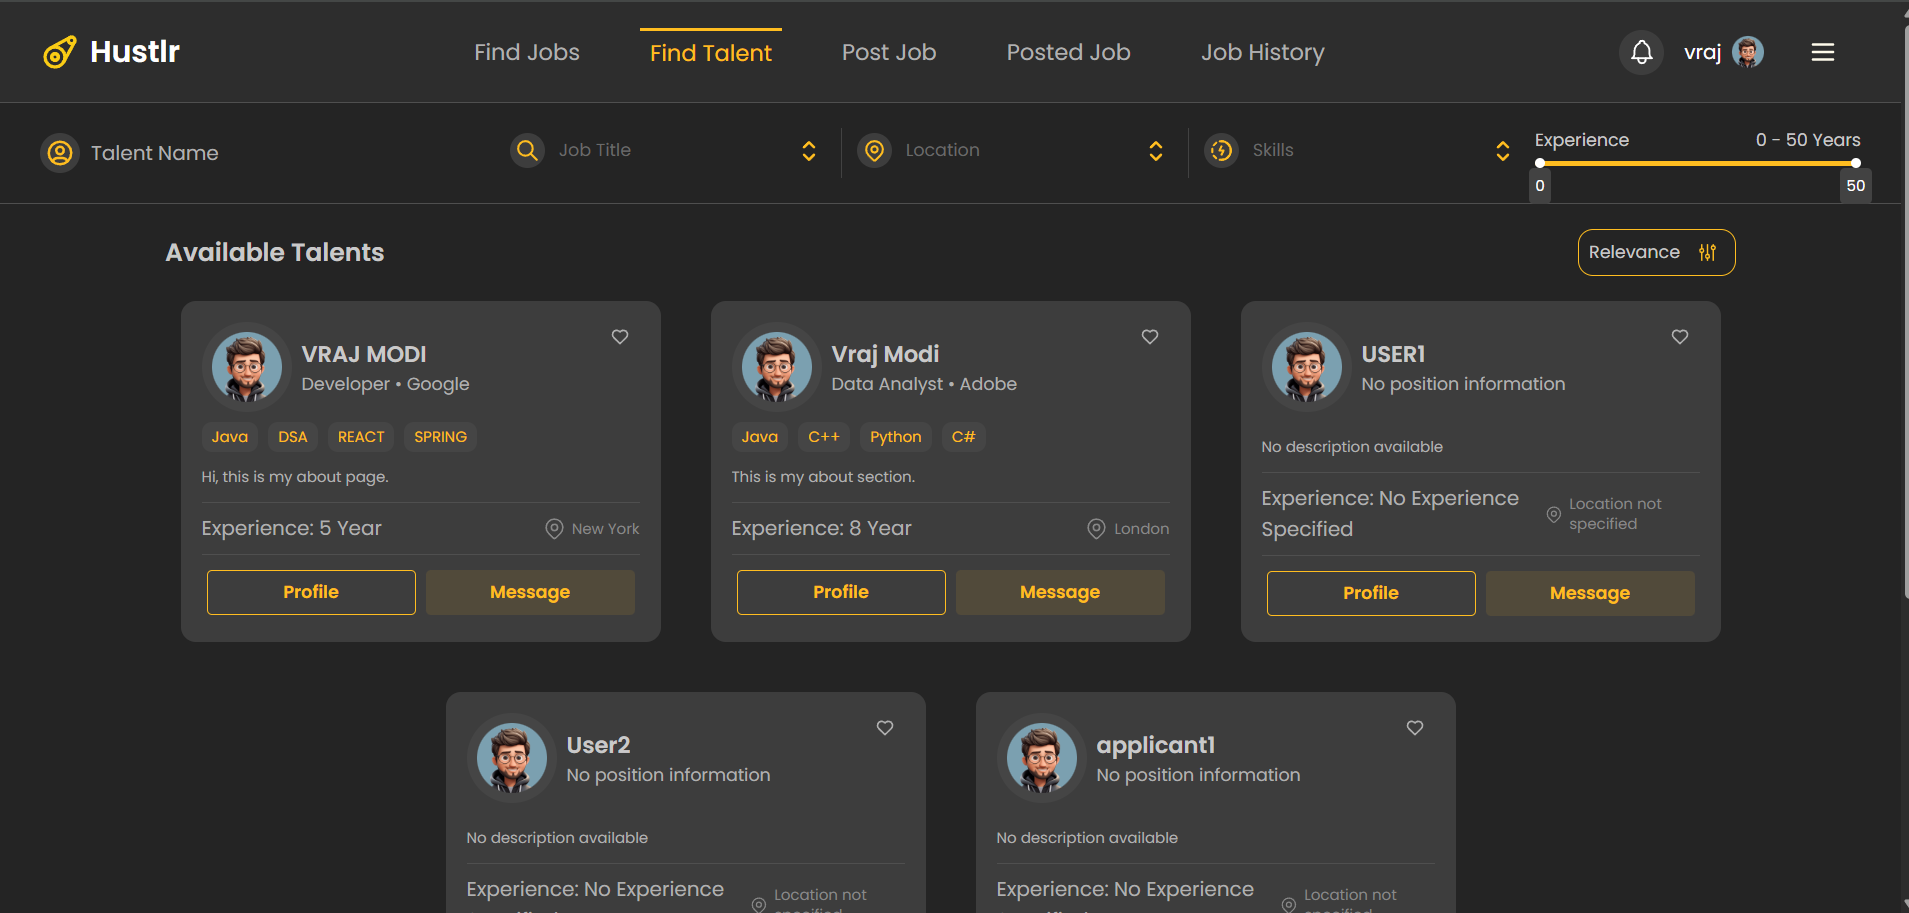 Hustlr
Find Jobs
Find Talent
Post Job
Posted Job
Job History
vraj
Talent Name
Job Title
Location
Skills
Experience
0 - 50 Years
0
50
Available Talents
Relevance
VRAJ MODI
Developer • Google
Java DSA REACT SPRING
Hi, this is my about page.
Experience: 5 Year
New York
Profile
Message
Vraj Modi
Data Analyst • Adobe
Java C++ Python C#
This is my about section.
Experience: 8 Year
London
Profile
Message
USER1
No position information
No description available
Experience: No Experience
Specified
Location not
specified
Profile
Message
User2
No position information
No description available
Experience: No Experience
Location not
applicant1
No position information
No description available
Experience: No Experience
Location not